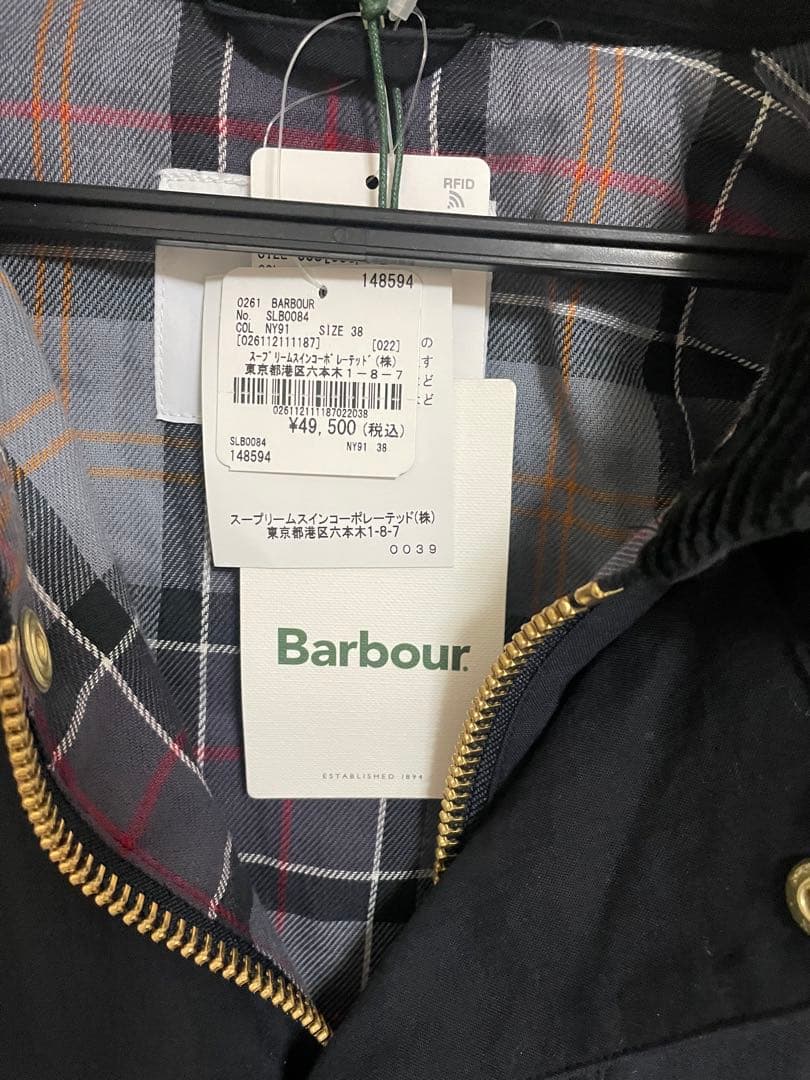 RFID
148594
の
す
ど
ど
0261 BARBOUR
No. SLB0084
COL NY91 SIZE 38
[026112111187] [022]
スープリームスインコーポレーテッド(株)
東京都港区六本木1-8-7
026112111187022038
¥49,500(税込)
SLB0084 NY91 38
148594
スープリームスインコーポレーテッド(株)
東京都港区六本木1-8-7
0039
Barbour
ESTABLISHED 1894